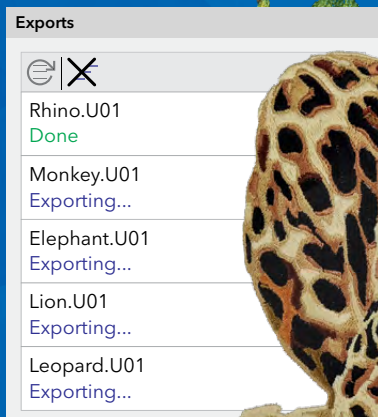 Exports
Rhino.U01
Done
Monkey.U01
Exporting...
Elephant.U01
Exporting...
Lion.U01
Exporting...
Leopard.U01
Exporting...